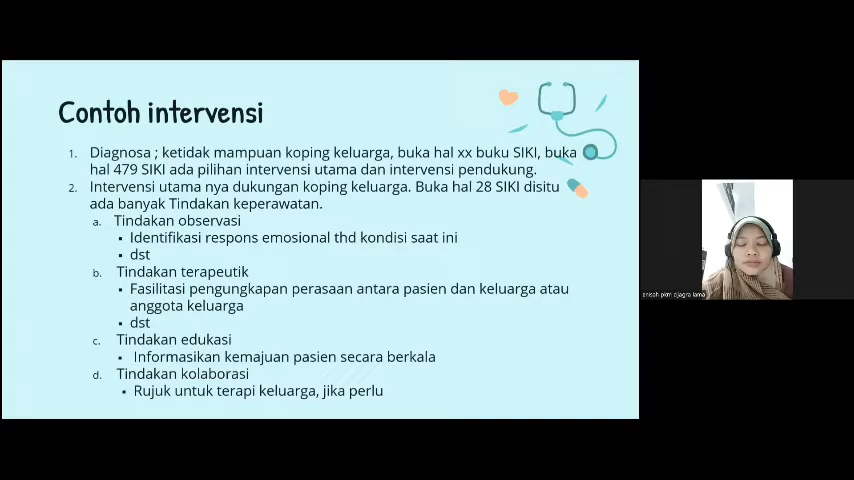 Contoh intervensi
1. Diagnosa ; ketidak mampuan koping keluarga, buka hal xx buku SIKI, buka
hal 479 SIKI ada pilihan intervensi utama dan intervensi pendukung.
2. Intervensi utama nya dukungan koping keluarga. Buka hal 28 SIKI disitu
ada banyak Tindakan keperawatan.
a. Tindakan observasi
▪ Identifikasi respons emosional thd kondisi saat ini
▪ dst
b. Tindakan terapeutik
▪ Fasilitasi pengungkapan perasaan antara pasien dan keluarga atau
anggota keluarga
▪ dst
c. Tindakan edukasi
▪ Informasikan kemajuan pasien secara berkala
d. Tindakan kolaborasi
▪ Rujuk untuk terapi keluarga, jika perlu
enisah pkm djagra lama